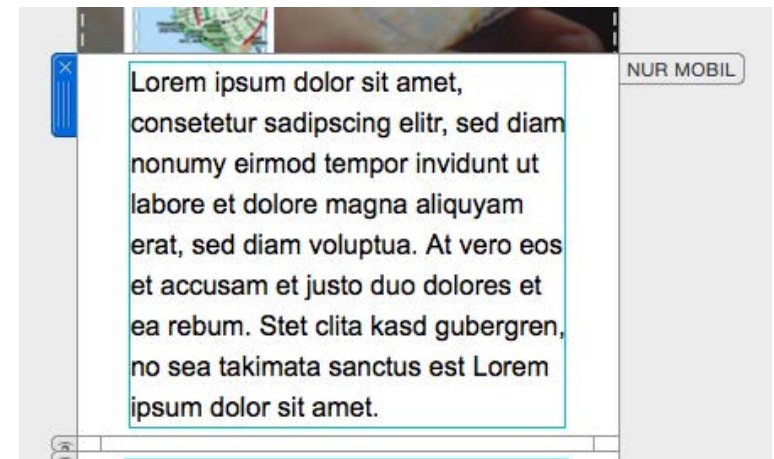 Lorem ipsum dolor sit amet,
consetetur sadipscing elitr, sed diam
nonumy eirmod tempor invidunt ut
labore et dolore magna aliquyam
erat, sed diam voluptua. At vero eos
et accusam et justo duo dolores et
ea rebum. Stet clita kasd gubergren,
no sea takimata sanctus est Lorem
ipsum dolor sit amet.
NUR MOBIL